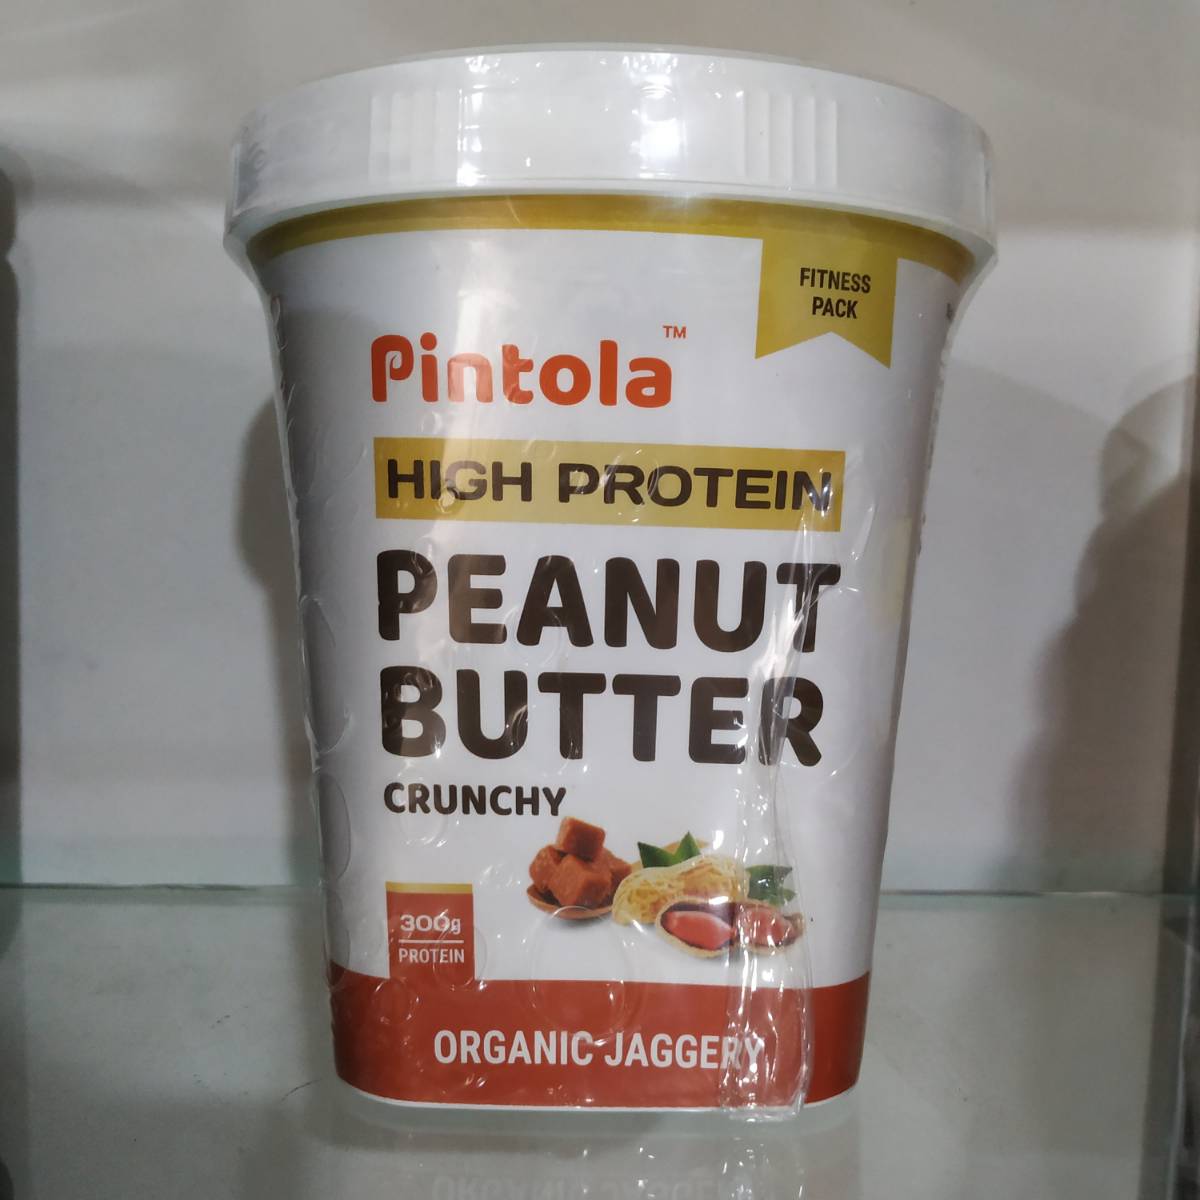 FITNESS
PACK
Pintola™
HIGH PROTEIN
PEANUT
BUTTER
CRUNCHY
300g
PROTEIN
ORGANIC JAGGERY